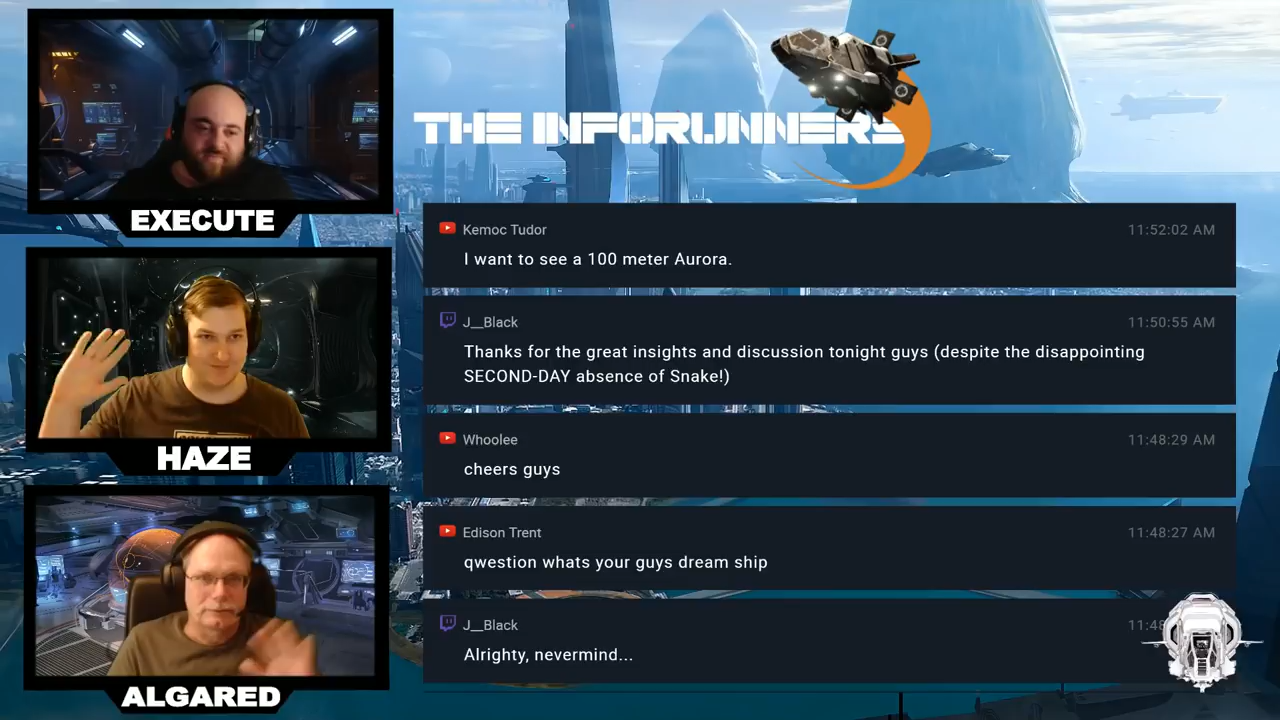 THE INFORUNNERS
EXECUTE
HAZE
ALGARED
Kemoc Tudor 11:52:02 AM
I want to see a 100 meter Aurora.
J__Black 11:50:55 AM
Thanks for the great insights and discussion tonight guys (despite the disappointing
SECOND-DAY absence of Snake!)
Whoolee 11:48:29 AM
cheers guys
Edison Trent 11:48:27 AM
qwestion whats your guys dream ship
J__Black 11:48
Alrighty, nevermind...